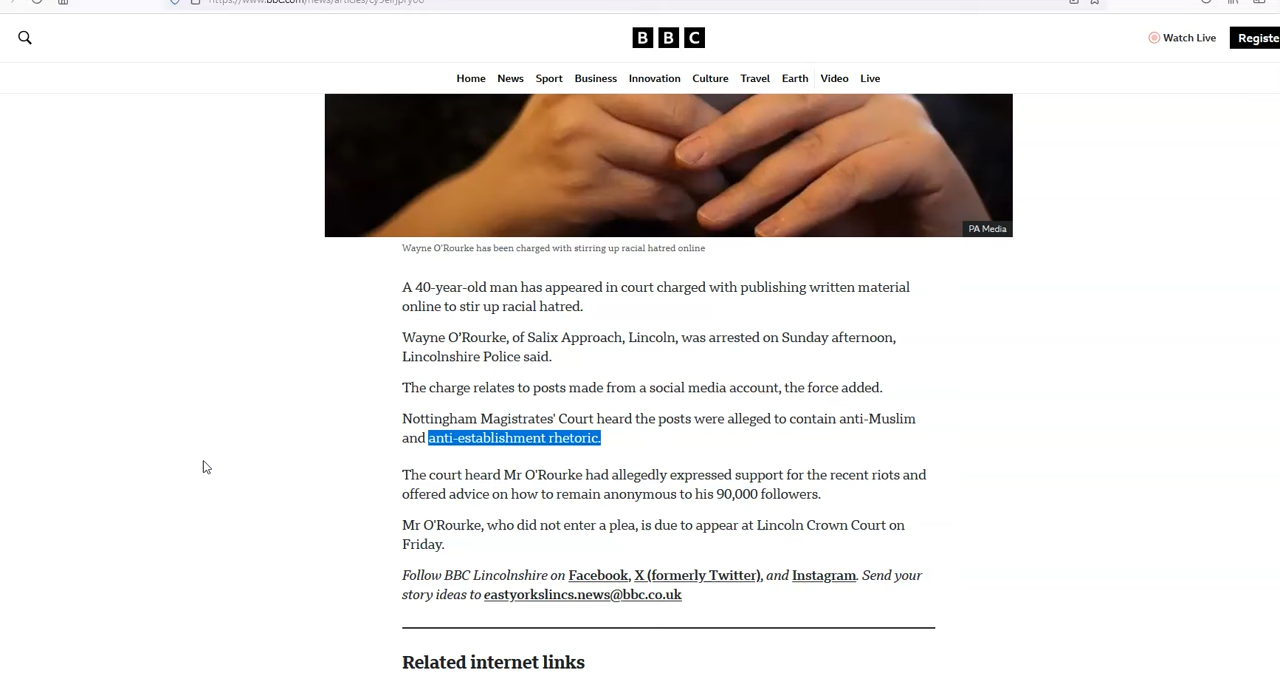 BBC
Watch Live
Registe
Home News Sport Business Innovation Culture Travel Earth Video Live
PA Media
Wayne O'Rourke has been charged with stirring up racial hatred online
A 40-year-old man has appeared in court charged with publishing written material
online to stir up racial hatred.
Wayne O'Rourke, of Salix Approach, Lincoln, was arrested on Sunday afternoon,
Lincolnshire Police said.
The charge relates to posts made from a social media account, the force added.
Nottingham Magistrates' Court heard the posts were alleged to contain anti-Muslim
and anti-establishment rhetoric.
The court heard Mr O'Rourke had allegedly expressed support for the recent riots and
offered advice on how to remain anonymous to his 90,000 followers.
Mr O'Rourke, who did not enter a plea, is due to appear at Lincoln Crown Court on
Friday.
Follow BBC Lincolnshire on Facebook, X (formerly Twitter), and Instagram. Send your
story ideas to eastyorkslincs.news@bbc.co.uk
Related internet links